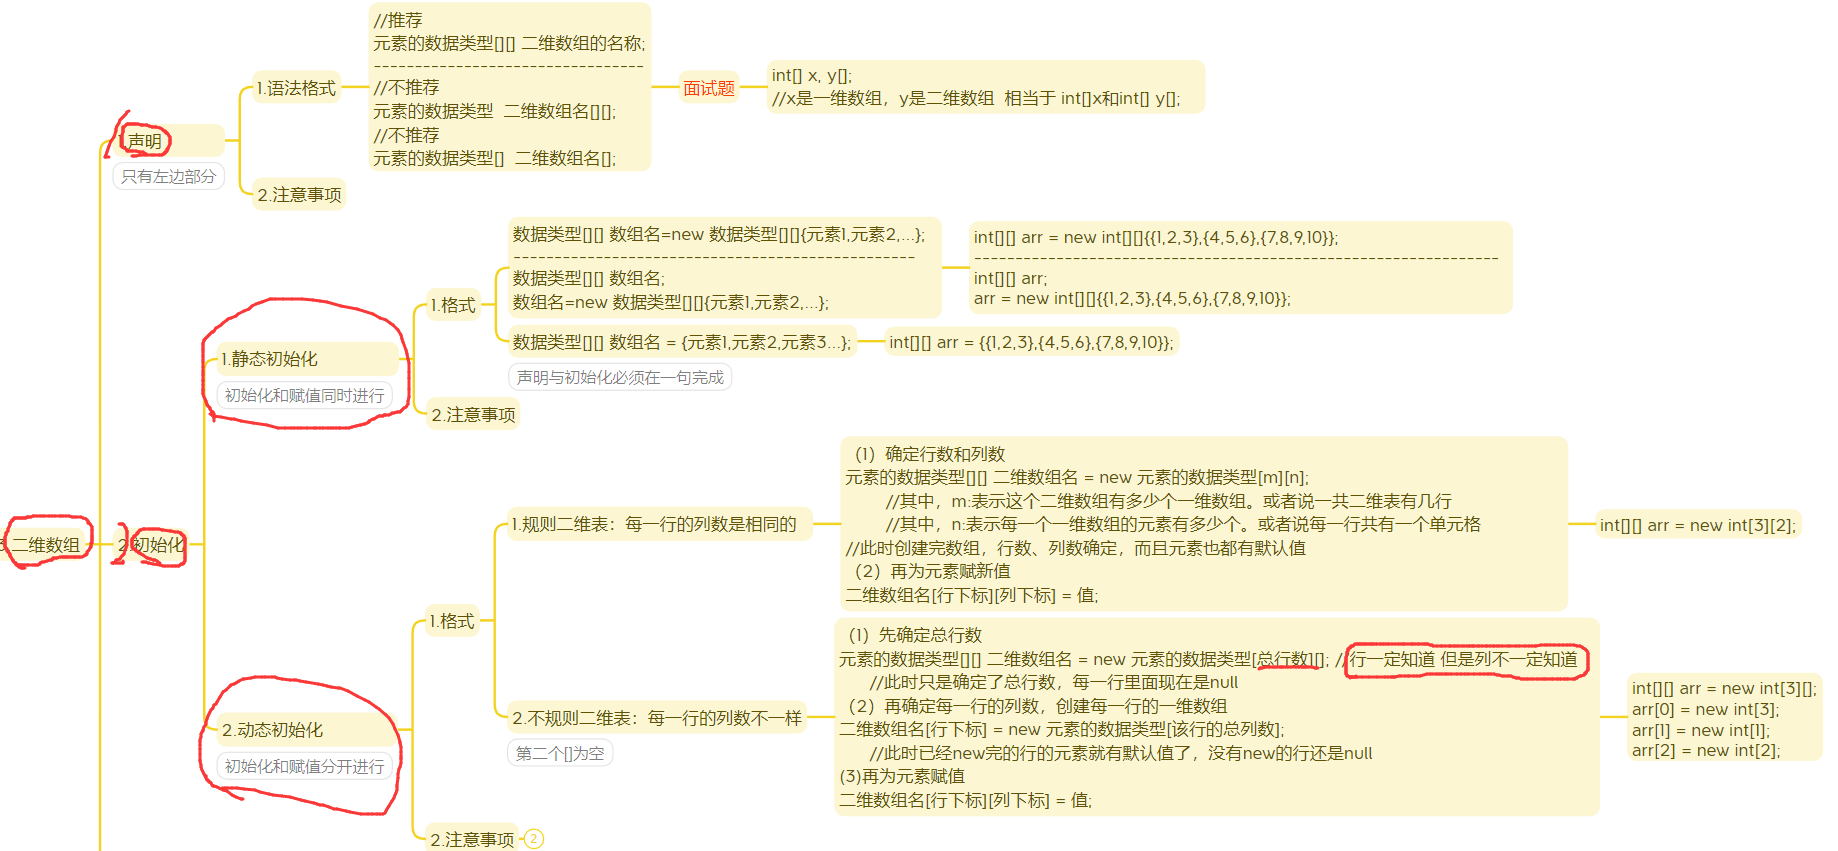 3.二维数组
1.声明
只有左边部分
1.语法格式
//推荐
元素的数据类型[][] 二维数组的名称;
---------------------------------
//不推荐
元素的数据类型 二维数组名[][];
//不推荐
元素的数据类型[] 二维数组名[];
面试题
int[] x, y[];
//x是一维数组，y是二维数组 相当于 int[]x和int[] y[];
2.注意事项
2.初始化
1.静态初始化
初始化和赋值同时进行
1.格式
数据类型[][] 数组名=new 数据类型[][]{元素1,元素2,...};
-------------------------------------------------
数据类型[][] 数组名;
数组名=new 数据类型[][]{元素1,元素2,...};
int[][] arr = new int[][]{{1,2,3},{4,5,6},{7,8,9,10}};
----------------------------------------------------------------
int[][] arr;
arr = new int[][]{{1,2,3},{4,5,6},{7,8,9,10}};
数据类型[][] 数组名 = {元素1,元素2,元素3...};
声明与初始化必须在一句完成
int[][] arr = {{1,2,3},{4,5,6},{7,8,9,10}};
2.注意事项
2.动态初始化
初始化和赋值分开进行
1.格式
1.规则二维表：每一行的列数是相同的
（1）确定行数和列数
元素的数据类型[][] 二维数组名 = new 元素的数据类型[m][n];
//其中，m:表示这个二维数组有多少个一维数组。或者说一共二维表有几行
//其中，n:表示每一个一维数组的元素有多少个。或者说每一行共有一个单元格
//此时创建完数组，行数、列数确定，而且元素也都有默认值
（2）再为元素赋新值
二维数组名[行下标][列下标] = 值;
int[][] arr = new int[3][2];
2.不规则二维表：每一行的列数不一样
第二个[]为空
（1）先确定总行数
元素的数据类型[][] 二维数组名 = new 元素的数据类型[总行数][]; //行一定知道 但是列不一定知道
//此时只是确定了总行数，每一行里面现在是null
（2）再确定每一行的列数，创建每一行的一维数组
二维数组名[行下标] = new 元素的数据类型[该行的总列数];
//此时已经new完的行的元素就有默认值了，没有new的行还是null
(3)再为元素赋值
二维数组名[行下标][列下标] = 值;
int[][] arr = new int[3][];
arr[0] = new int[3];
arr[1] = new int[1];
arr[2] = new int[2];
2.注意事项
2